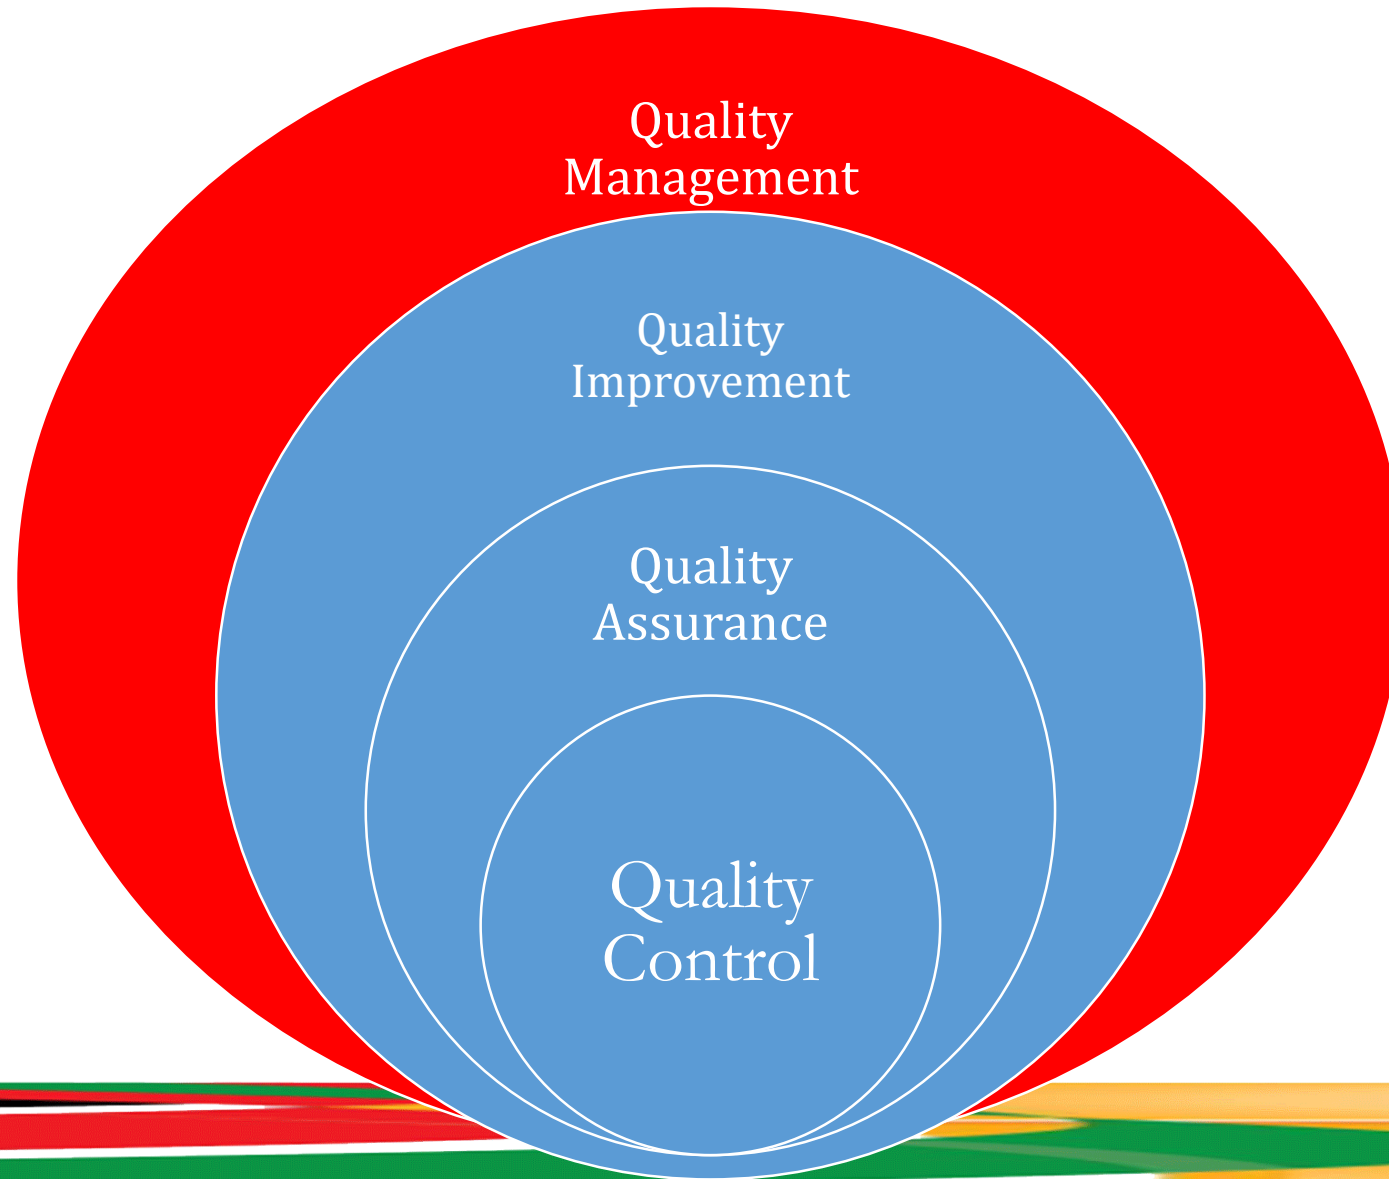 Quality
Management
Quality
Improvement
Quality
Assurance
Quality
Control